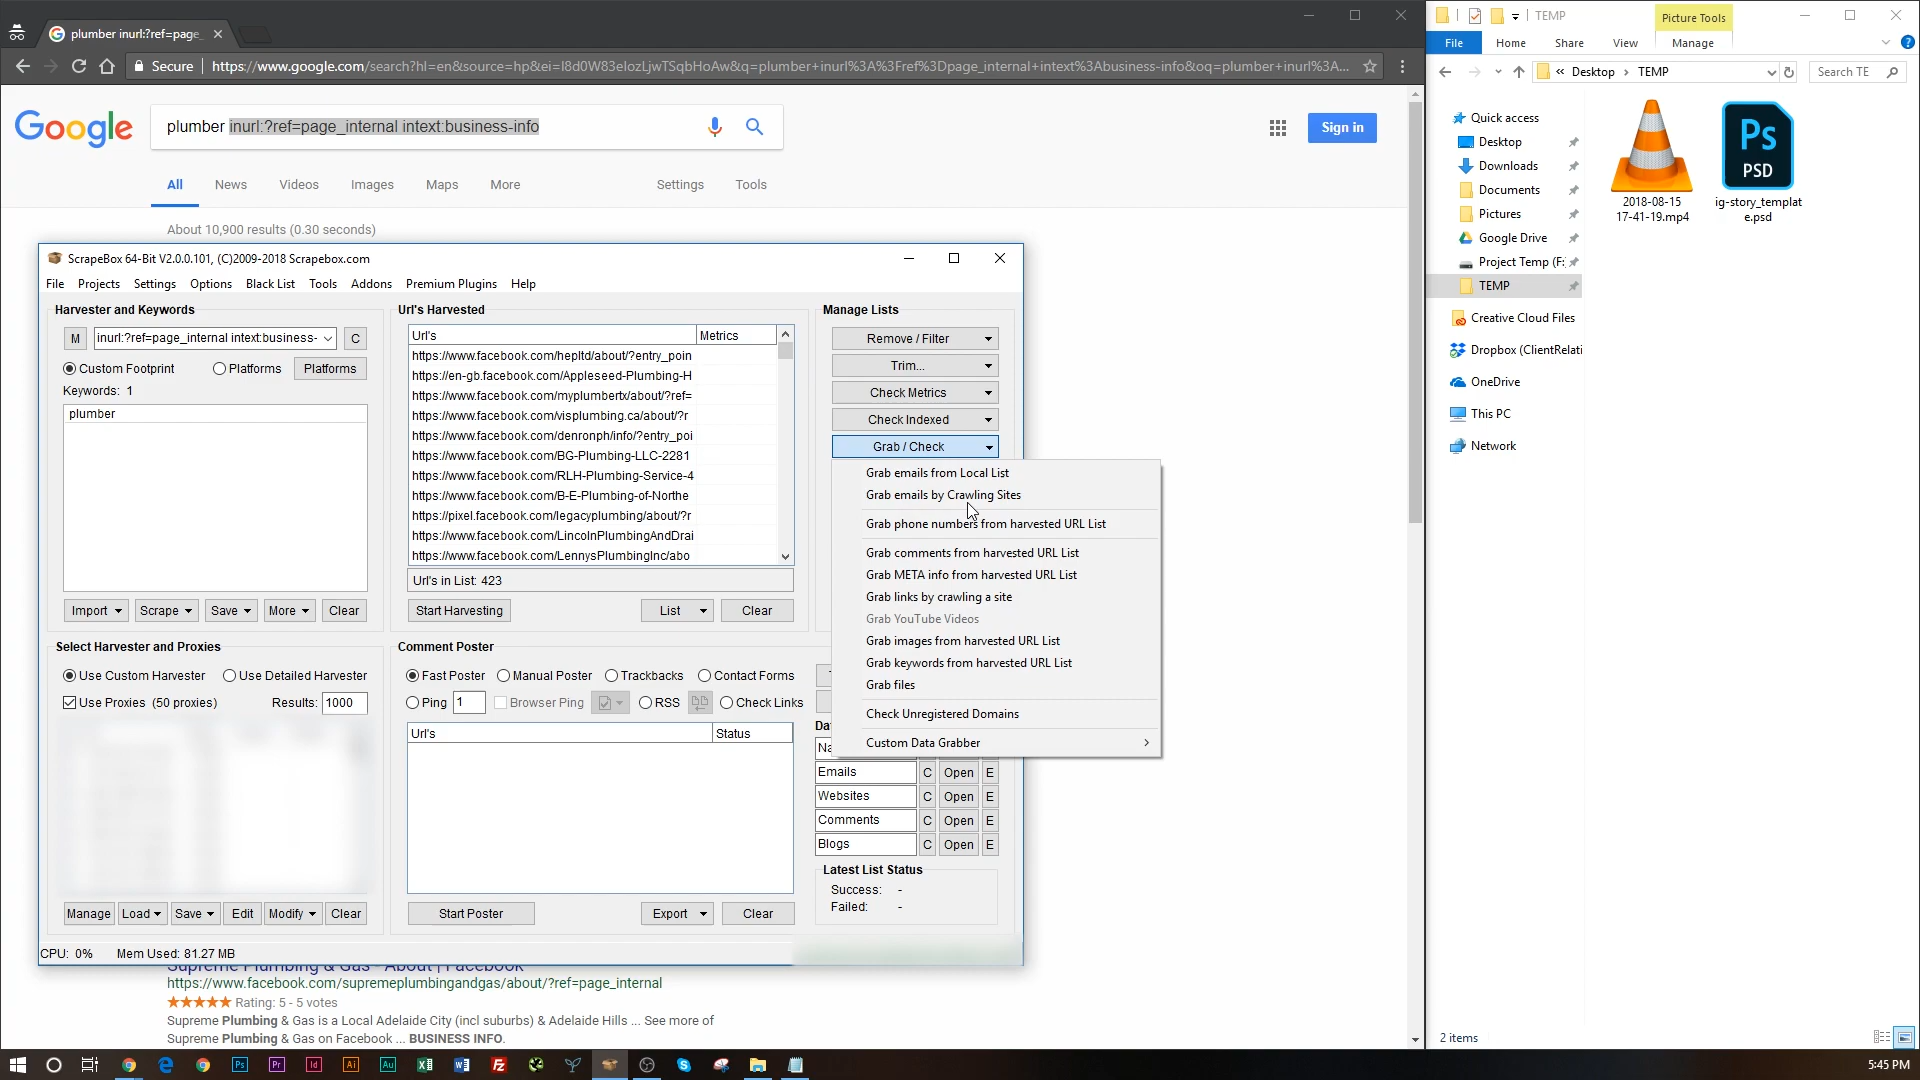 plumber inurl:?ref=page_
Secure
https://www.google.com/search?hl=en&source=hp&ei=I8d0W83eIozLjwTSqbHoAw&q=plumber+inurl%3A%3Fref%3Dpage_internal+intext%3Abusiness-info&oq=plumber+inurl%3A...
Google
plumber inurl:?ref=page_internal intext:business-info
Sign in
All
News
Videos
Images
Maps
More
Settings
Tools
About 10,900 results (0.30 seconds)
ScrapeBox 64-Bit V2.0.0.101, (C)2009-2018 Scrapebox.com
File
Projects
Settings
Options
Black List
Tools
Addons
Premium Plugins
Help
Harvester and Keywords
M
inurl:?ref=page_internal intext:business-
C
Custom Footprint
Platforms
Platforms
Keywords: 1
plumber
Import
Scrape
Save
More
Clear
Url's Harvested
Url's
Metrics
https://www.facebook.com/hepltd/about/?entry_poin
https://en-gb.facebook.com/Appleseed-Plumbing-H
https://www.facebook.com/myplumbertx/about/?ref=
https://www.facebook.com/visplumbing.ca/about/?r
https://www.facebook.com/denronph/info/?entry_poi
https://www.facebook.com/BG-Plumbing-LLC-2281
https://www.facebook.com/RLH-Plumbing-Service-4
https://www.facebook.com/B-E-Plumbing-of-Northe
https://pixel.facebook.com/legacyplumbing/about/?r
https://www.facebook.com/LincolnPlumbingAndDrai
https://www.facebook.com/LennysPlumbingInc/abo
Url's in List: 423
Start Harvesting
List
Clear
Manage Lists
Remove / Filter
Trim...
Check Metrics
Check Indexed
Grab / Check
Grab emails from Local List
Grab emails by Crawling Sites
Grab phone numbers from harvested URL List
Grab comments from harvested URL List
Grab META info from harvested URL List
Grab links by crawling a site
Grab YouTube Videos
Grab images from harvested URL List
Grab keywords from harvested URL List
Grab files
Check Unregistered Domains
Custom Data Grabber
Select Harvester and Proxies
Use Custom Harvester
Use Detailed Harvester
Use Proxies (50 proxies)
Results: 1000
Manage
Load
Save
Edit
Modify
Clear
Comment Poster
Fast Poster
Manual Poster
Trackbacks
Contact Forms
Ping
1
Browser Ping
RSS
Check Links
Url's
Status
Start Poster
Export
Clear
Emails C Open E
Websites C Open E
Comments C Open E
Blogs C Open E
Latest List Status
Success: -
Failed: -
CPU: 0%
Mem Used: 81.27 MB
Supreme Plumbing & Gas - About | Facebook
https://www.facebook.com/supremeplumbingandgas/about/?ref=page_internal
Rating: 5 - 5 votes
Supreme Plumbing & Gas is a Local Adelaide City (incl suburbs) & Adelaide Hills ... See more of
Supreme Plumbing & Gas on Facebook ... BUSINESS INFO.
TEMP
Picture Tools
File
Home
Share
View
Manage
« Desktop › TEMP
Search TE
Quick access
Desktop
Downloads
Documents
Pictures
Google Drive
Project Temp (F:
TEMP
Creative Cloud Files
Dropbox (ClientRelati
OneDrive
This PC
Network
Ps
PSD
2018-08-15
17-41-19.mp4
ig-story_templat
e.psd
2 items
Ps
Pr
Id
Ai
Au
5:45 PM